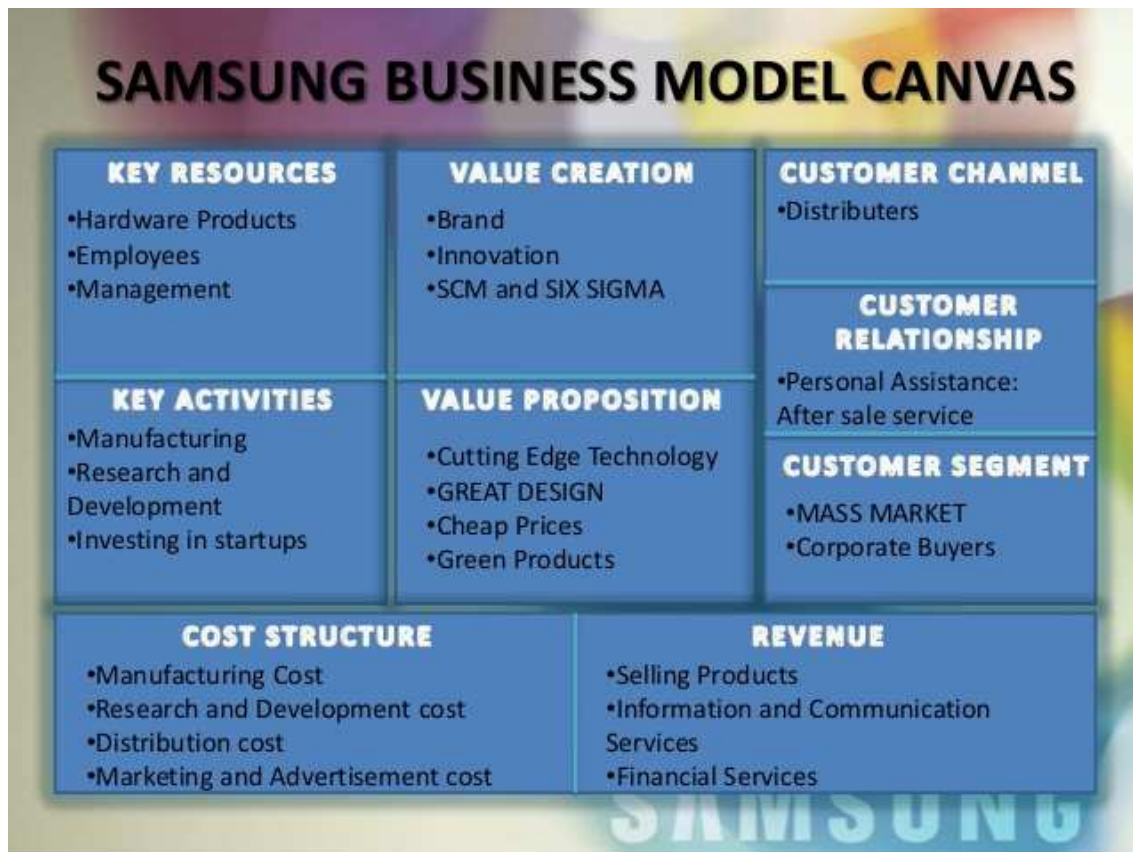 SAMSUNG BUSINESS MODEL CANVAS
KEY RESOURCES
•Hardware Products
•Employees
•Management
VALUE CREATION
•Brand
•Innovation
•SCM and SIX SIGMA
CUSTOMER CHANNEL
•Distributers
CUSTOMER
RELATIONSHIP
•Personal Assistance:
After sale service
KEY ACTIVITIES
•Manufacturing
•Research and
Development
•Investing in startups
VALUE PROPOSITION
•Cutting Edge Technology
•GREAT DESIGN
•Cheap Prices
•Green Products
CUSTOMER SEGMENT
•MASS MARKET
•Corporate Buyers
COST STRUCTURE
•Manufacturing Cost
•Research and Development cost
•Distribution cost
•Marketing and Advertisement cost
REVENUE
•Selling Products
•Information and Communication
Services
•Financial Services
SAMSUNG